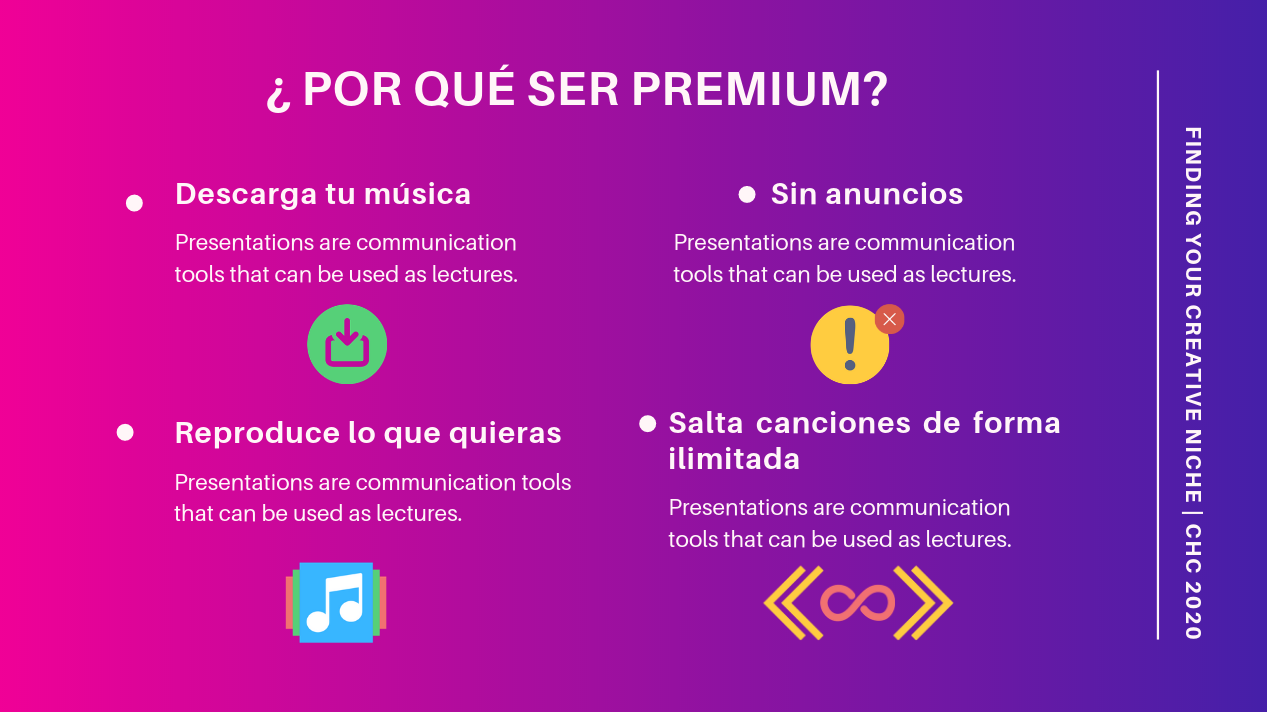 ¿ POR QUÉ SER PREMIUM?
Descarga tu música
Presentations are communication
tools that can be used as lectures.
Sin anuncios
Presentations are communication
tools that can be used as lectures.
Reproduce lo que quieras
Presentations are communication tools
that can be used as lectures.
Salta canciones de forma
ilimitada
Presentations are communication
tools that can be used as lectures.
FINDING YOUR CREATIVE NICHE | CHC 2020